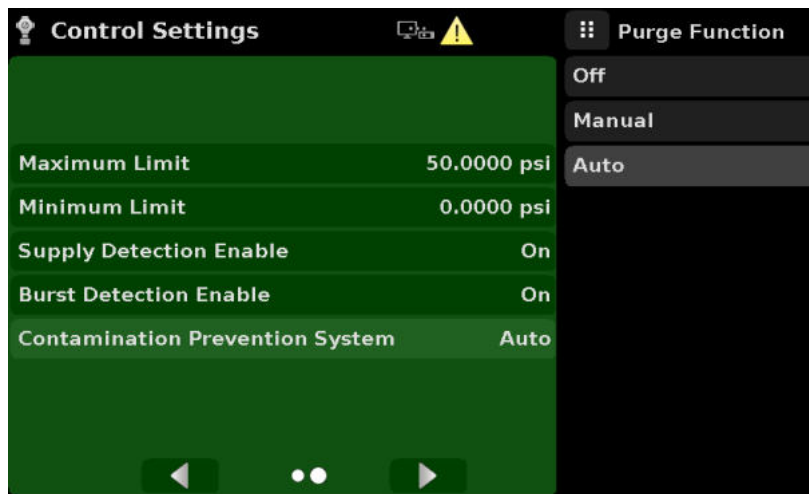 Control Settings
Purge Function
Off
Manual
Auto
Maximum Limit 50.0000 psi
Minimum Limit 0.0000 psi
Supply Detection Enable On
Burst Detection Enable On
Contamination Prevention System Auto